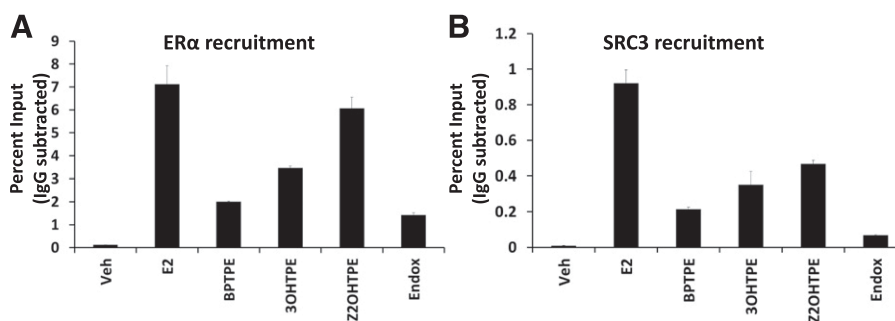 A
ERα recruitment
Percent Input
(IgG subtracted)
9
8
7
6
5
4
3
2
1
0
Veh
E2
BPTPE
3OHTPE
Z2OHTPE
Endox
B
SRC3 recruitment
Percent Input
(IgG subtracted)
1.2
1
0.8
0.6
0.4
0.2
0
Veh
E2
BPTPE
3OHTPE
Z2OHTPE
Endox